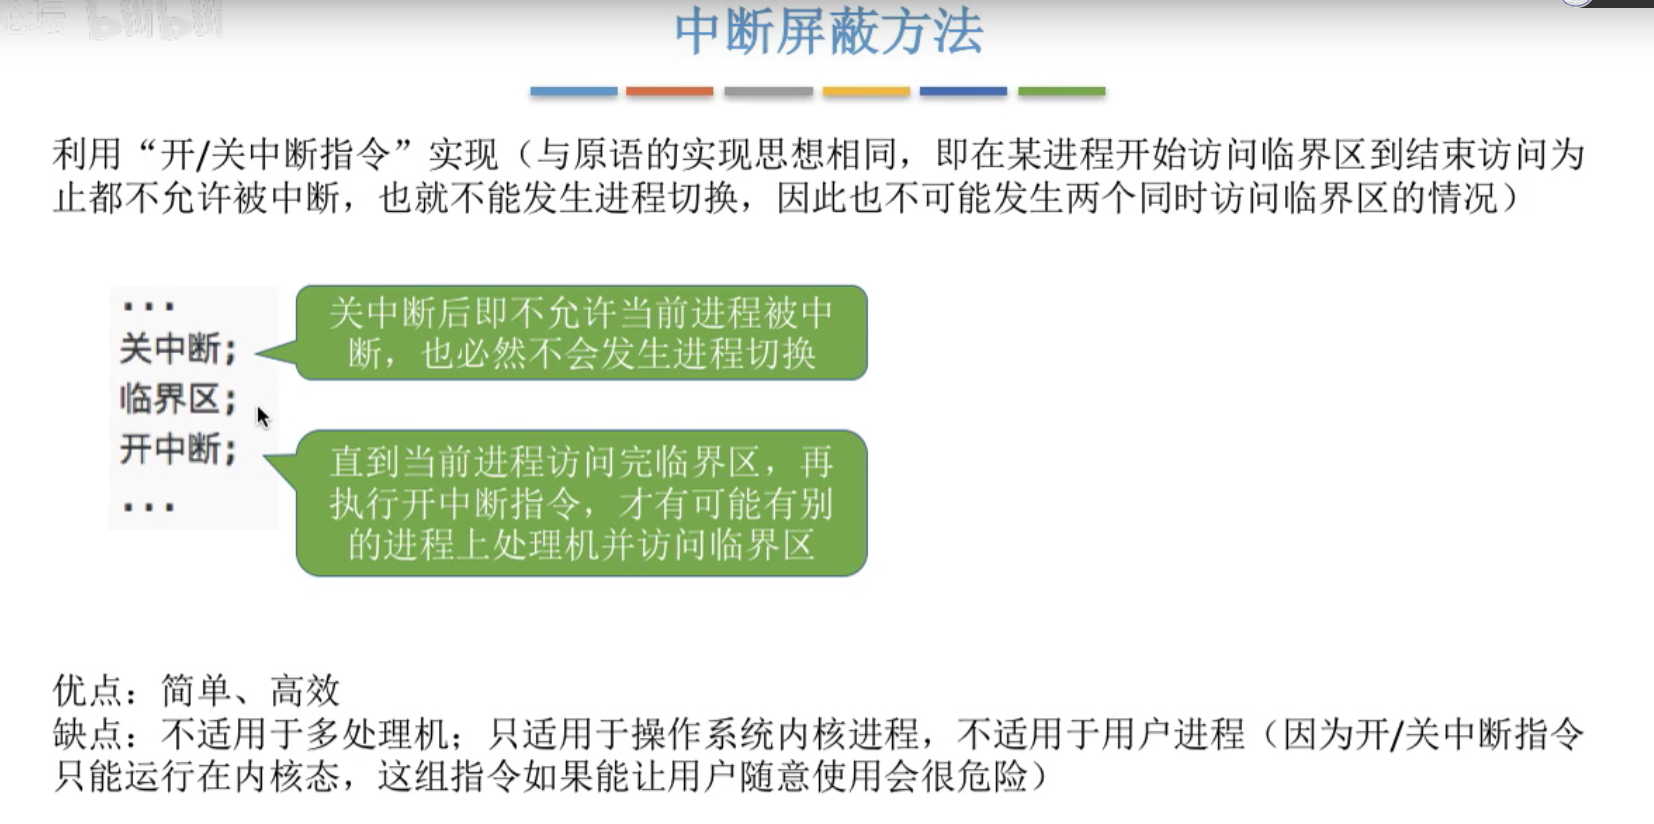 中断屏蔽方法
利用“开/关中断指令”实现（与原语的实现思想相同，即在某进程开始访问临界区到结束访问为
止都不允许被中断，也就不能发生进程切换，因此也不可能发生两个同时访问临界区的情况）
...
关中断;
临界区;
开中断;
...
关中断后即不允许当前进程被中
断，也必然不会发生进程切换
直到当前进程访问完临界区，再
执行开中断指令，才有可能有别
的进程上处理机并访问临界区
优点：简单、高效
缺点：不适用于多处理机；只适用于操作系统内核进程，不适用于用户进程（因为开/关中断指令
只能运行在内核态，这组指令如果能让用户随意使用会很危险）